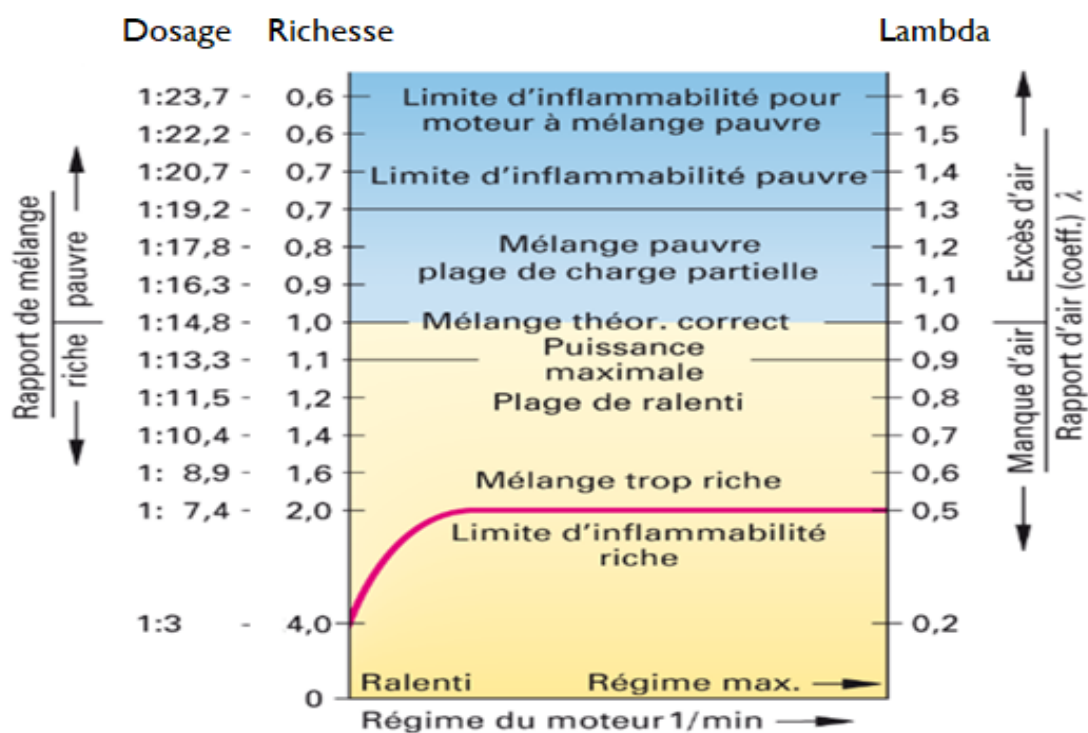 Dosage Richesse Lambda
1:23,7 - 0,6 Limite d'inflammabilité pour 1,6
moteur à mélange pauvre
1:22,2 - 0,6 1,5
1:20,7 - 0,7 Limite d'inflammabilité pauvre 1,4
1:19,2 - 0,7 1,3
1:17,8 - 0,8 Mélange pauvre 1,2
plage de charge partielle
1:16,3 - 0,9 1,1
1:14,8 - 1,0 Mélange théor. correct 1,0
Puissance
1:13,3 - 1,1 maximale 0,9
1:11,5 - 1,2 Plage de ralenti 0,8
1:10,4 - 1,4 0,7
1: 8,9 - 1,6 Mélange trop riche 0,6
1: 7,4 - 2,0 0,5
Limite d'inflammabilité
riche
1:3 - 4,0 0,2
Ralenti Régime max.
0
Régime du moteur 1/min
Rapport de mélange
riche pauvre
Manque d'air Excès d'air
Rapport d'air (coeff.) λ